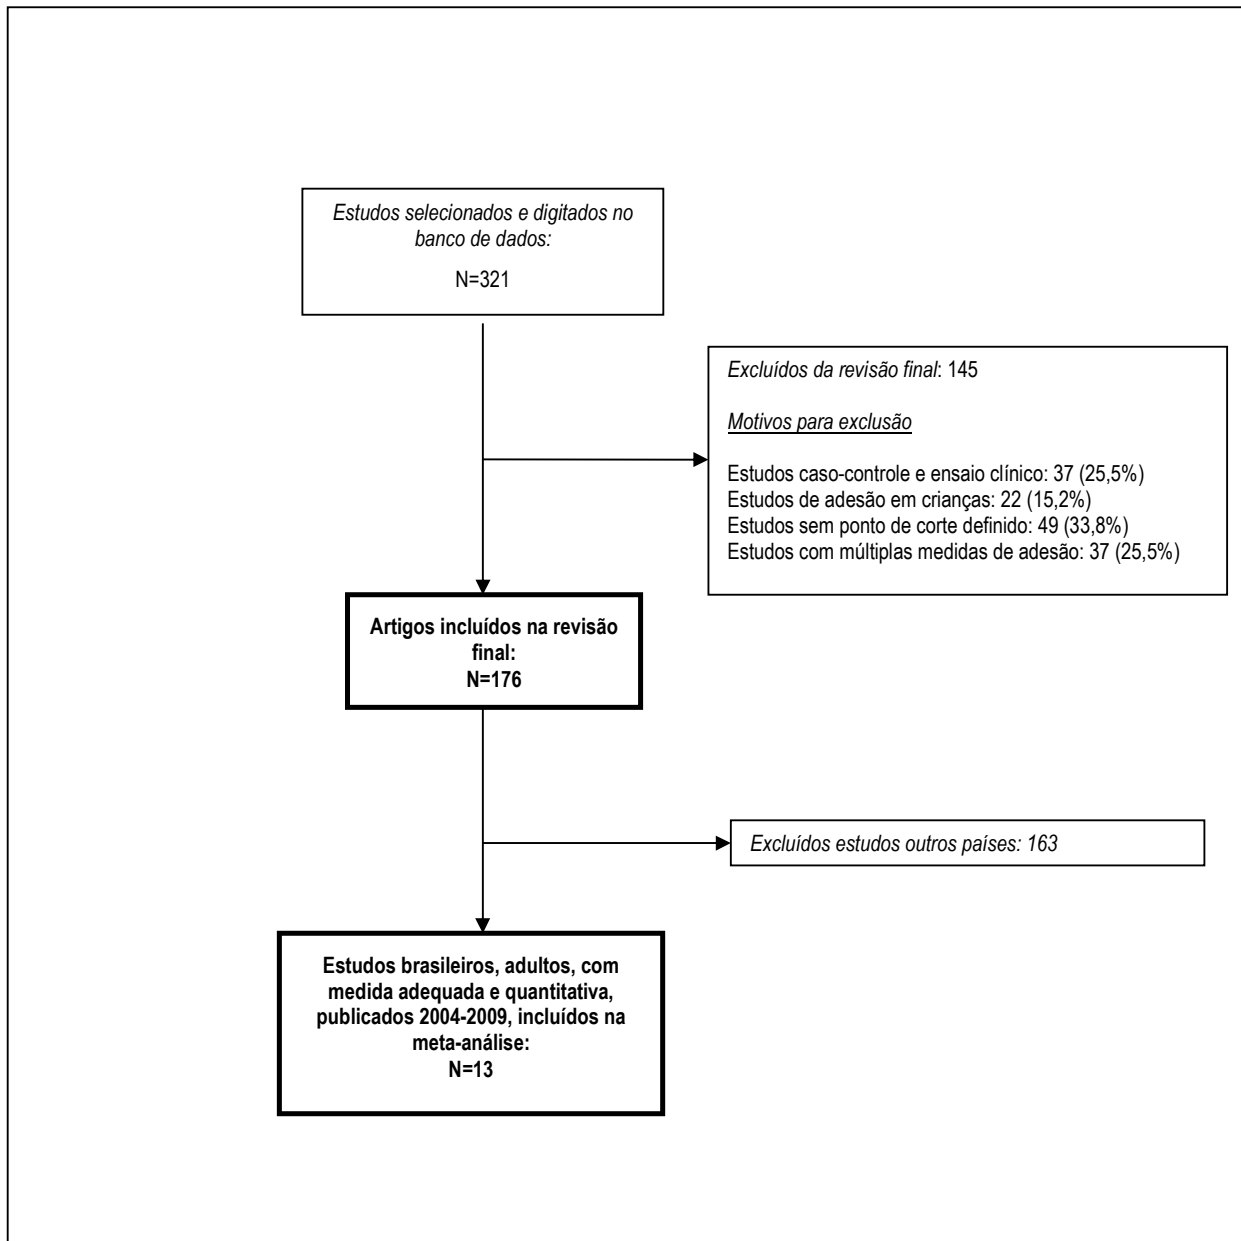 Estudos selecionados e digitados no
banco de dados:
N=321
Excluídos da revisão final: 145
Motivos para exclusão
Estudos caso-controle e ensaio clínico: 37 (25,5%)
Estudos de adesão em crianças: 22 (15,2%)
Estudos sem ponto de corte definido: 49 (33,8%)
Estudos com múltiplas medidas de adesão: 37 (25,5%)
Artigos incluídos na revisão
final:
N=176
Excluídos estudos outros países: 163
Estudos brasileiros, adultos, com
medida adequada e quantitativa,
publicados 2004-2009, incluídos na
meta-análise:
N=13